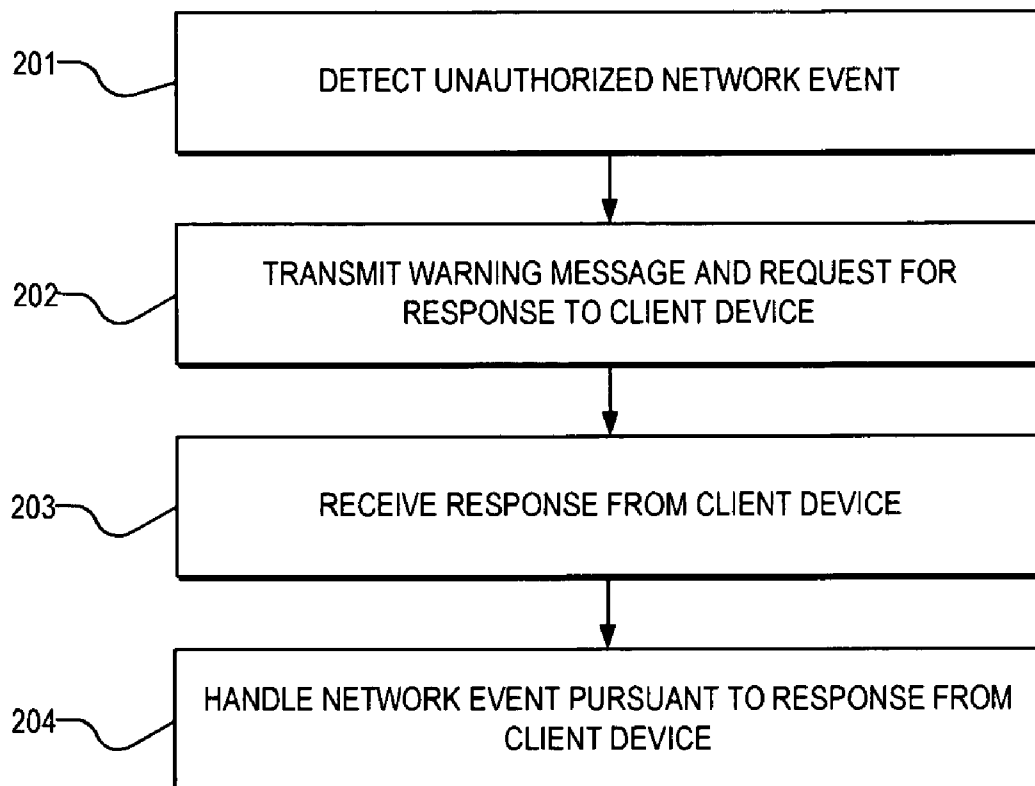 201
DETECT UNAUTHORIZED NETWORK EVENT
202
TRANSMIT WARNING MESSAGE AND REQUEST FOR
RESPONSE TO CLIENT DEVICE
203
RECEIVE RESPONSE FROM CLIENT DEVICE
204
HANDLE NETWORK EVENT PURSUANT TO RESPONSE FROM
CLIENT DEVICE